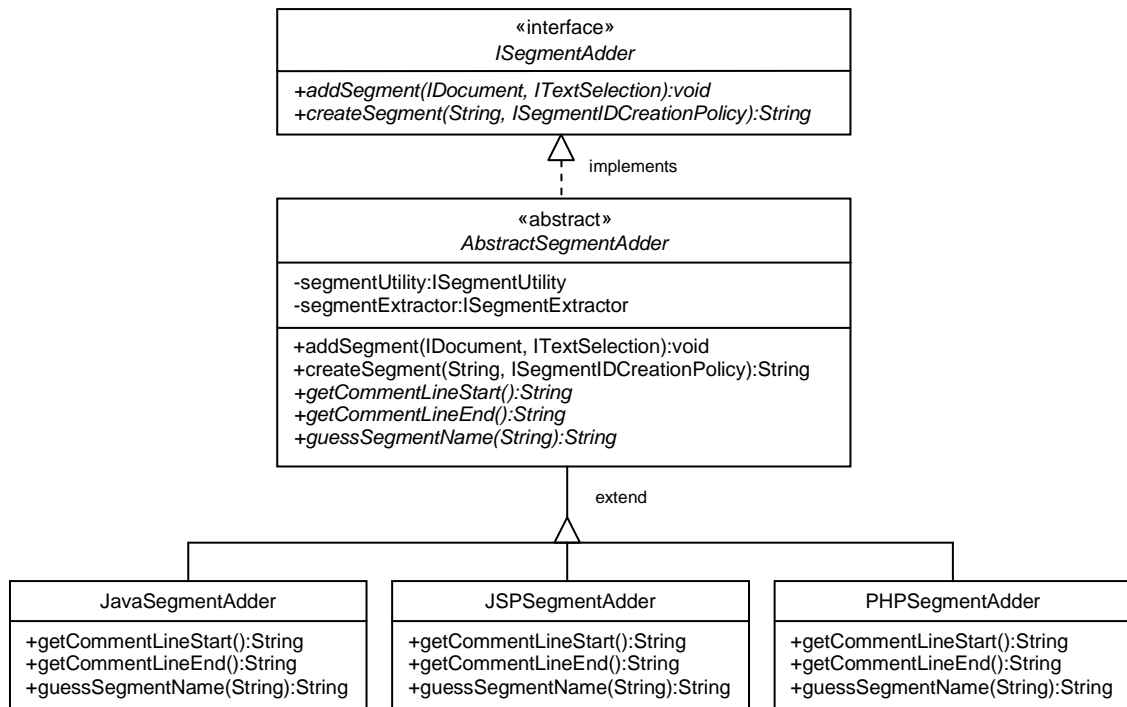 «interface»
ISegmentAdder
+addSegment(IDocument, ITextSelection):void
+createSegment(String, ISegmentIDCreationPolicy):String
implements
«abstract»
AbstractSegmentAdder
-segmentUtility:ISegmentUtility
-segmentExtractor:ISegmentExtractor
+addSegment(IDocument, ITextSelection):void
+createSegment(String, ISegmentIDCreationPolicy):String
+getCommentLineStart():String
+getCommentLineEnd():String
+guessSegmentName(String):String
extend
JavaSegmentAdder
+getCommentLineStart():String
+getCommentLineEnd():String
+guessSegmentName(String):String
JSPSegmentAdder
+getCommentLineStart():String
+getCommentLineEnd():String
+guessSegmentName(String):String
PHPSegmentAdder
+getCommentLineStart():String
+getCommentLineEnd():String
+guessSegmentName(String):String